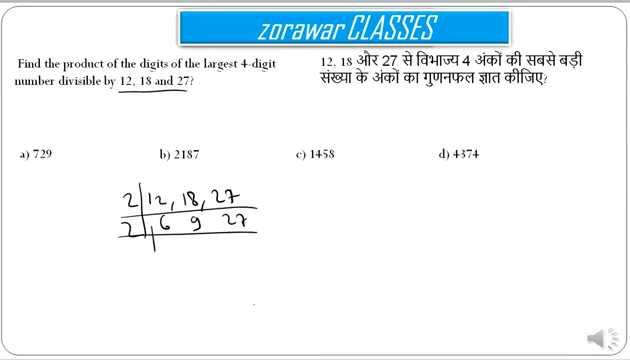 zorawar CLASSES
Find the product of the digits of the largest 4-digit
number divisible by 12, 18 and 27?
12, 18 और 27 से विभाज्य 4 अंकों की सबसे बड़ी
संख्या के अंकों का गुणनफल ज्ञात कीजिए?
a) 729 b) 2187 c) 1458 d) 4374
2 12, 18, 27
2 6 9 27